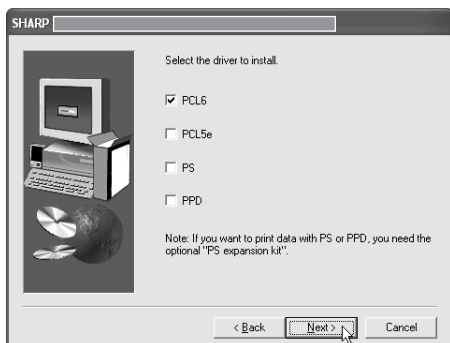 SHARP
Select the driver to install.
PCL6
PCL5e
PS
PPD
Note: If you want to print data with PS or PPD, you need the
optional "PS expansion kit".
< Back
Next >
Cancel